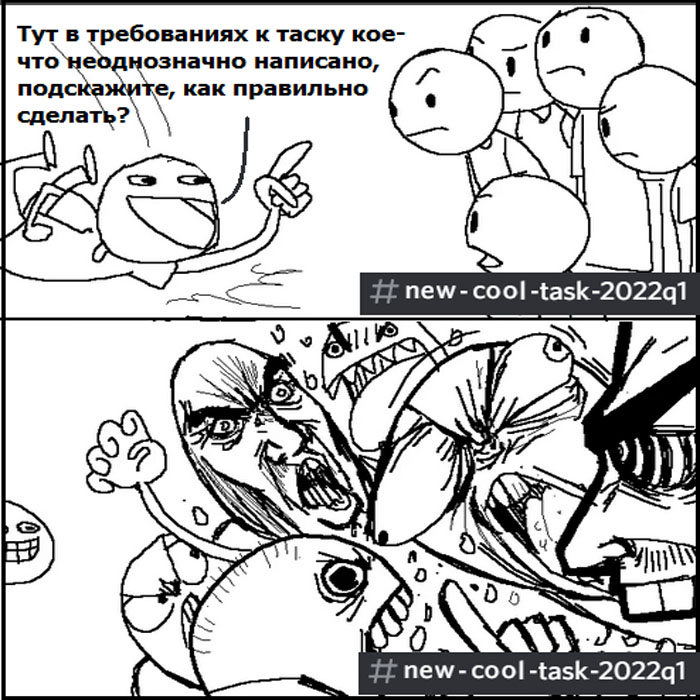 Тут в требованиях к таску кое-
что неоднозначно написано,
подскажите, как правильно
сделать?
# new-cool-task-2022q1
# new-cool-task-2022q1